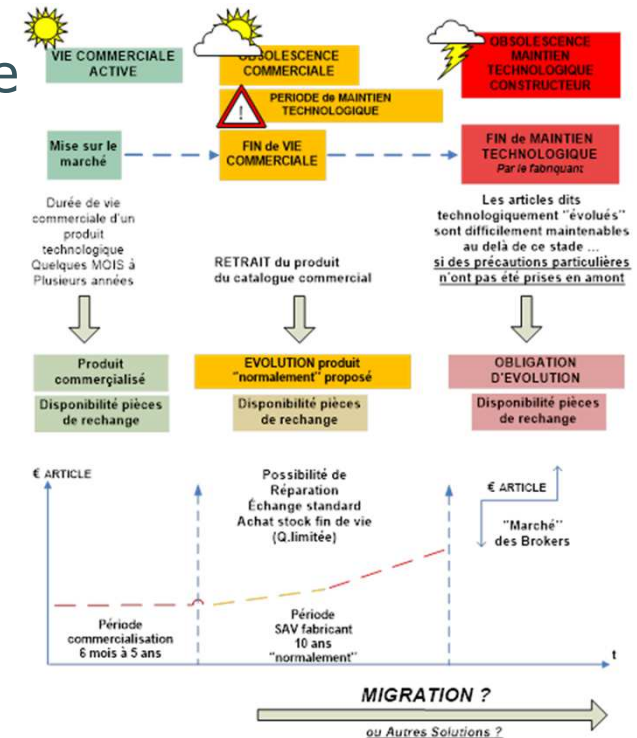 e
VIE COMMERCIALE
ACTIVE
OBSOLESCENCE
COMMERCIALE
PERIODE de MAINTIEN
TECHNOLOGIQUE
OBSOLESCENCE
MAINTIEN
TECHNOLOGIQUE
CONSTRUCTEUR
Mise sur le
marché
FIN de VIE
COMMERCIALE
FIN de MAINTIEN
TECHNOLOGIQUE
Par le fabriquant
Durée de vie
commerciale d'un
produit
technologique
Quelques MOIS à
Plusieurs années
RETRAIT du produit
du catalogue commercial
Les articles dits
technologiquement "évolués"
sont difficilement maintenables
au delà de ce stade ...
si des précautions particulières
n'ont pas été prises en amont
Produit
commerçialisé
Disponibilité pièces
de rechange
EVOLUTION produit
"normalement" proposé
Disponibilité pièces
de rechange
OBLIGATION
D'EVOLUTION
Disponibilité pièces
de rechange
€ ARTICLE
Possibilité de
Réparation
Échange standard
Achat stock fin de vie
(Q.limitée)
€ ARTICLE
"Marché"
des Brokers
Période
commercialisation
6 mois à 5 ans
Période
SAV fabricant
10 ans
"normalement"
t
MIGRATION ?
ou Autres Solutions ?